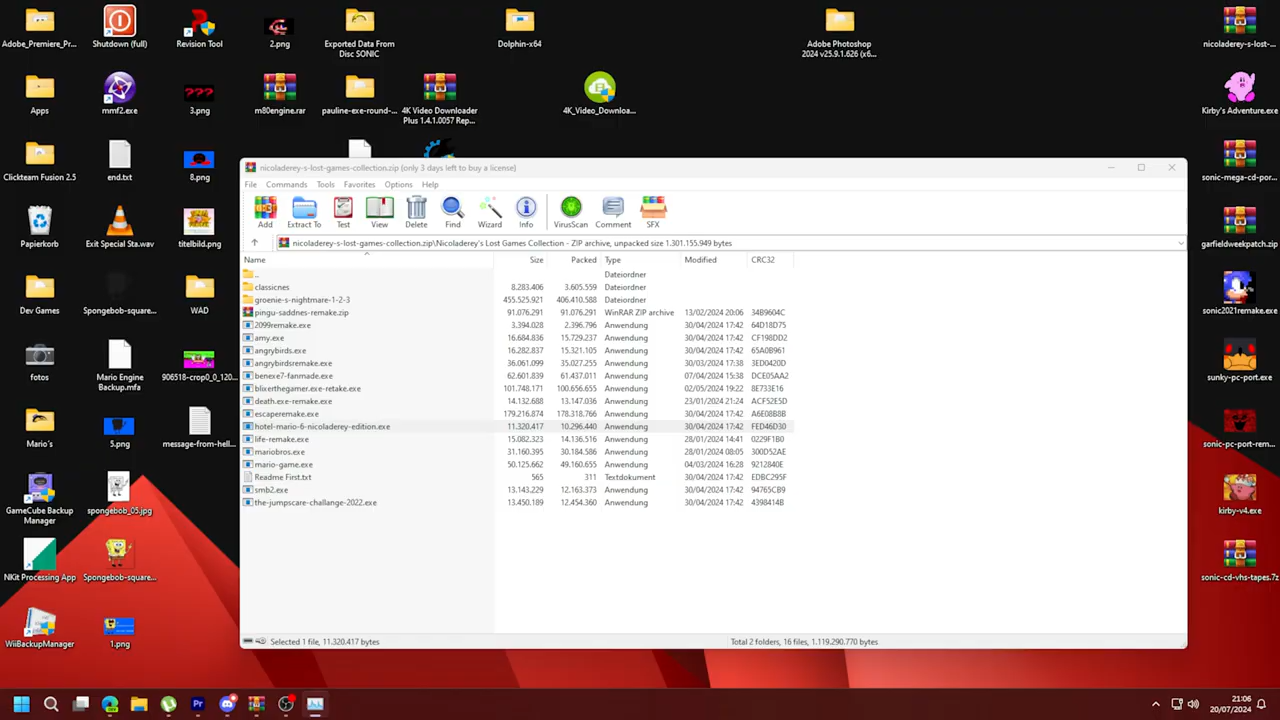 Adobe_Premiere_Pr...
Shutdown (full)
Revision Tool
2.png
Exported Data From
Disc SONIC
Dolphin-x64
Adobe Photoshop
2024 v25.9.1.626 (x6...
nicoladerey-s-lost-...
Apps
mmf2.exe
???
3.png
m80engine.rar
pauline-exe-round-...
4K Video Downloader
Plus 1.4.1.0057 Rep...
4K_Video_Downloa...
Kirby's Adventure.exe
Clickteam Fusion 2.5
end.txt
8.png
sonic-mega-cd-por...
Papierkorb
Exit Special Sta.wav
titelbild.png
garfieldweekpatch.zip
Dev Games
Spongebob-square...
WAD
sonic2021remake.exe
fotos
Mario Engine
Backup.mfa
906518-crop0_0_120...
sunky-pc-port.exe
Mario's
5.png
message-from-hell...
sonic-pc-port-rem...
GameCube Backup
Manager
spongebob_05.jpg
kirby-v4.exe
NKit Processing App
Spongebob-square...
sonic-cd-vhs-tapes.7z
WiiBackupManager
1.png
nicoladerey-s-lost-games-collection.zip (only 3 days left to buy a license)
File Commands Tools Favorites Options Help
Add Extract To Test View Delete Find Wizard Info VirusScan Comment SFX
nicoladerey-s-lost-games-collection.zip\Nicoladerey's Lost Games Collection - ZIP archive, unpacked size 1.301.155.949 bytes
Name Size Packed Type Modified CRC32
.. Dateiordner
classicnes 8.283.406 3.605.559 Dateiordner
groenie-s-nightmare-1-2-3 455.525.921 406.410.588 Dateiordner
pingu-saddnes-remake.zip 91.076.291 91.076.291 WinRAR ZIP archive 13/02/2024 20:06 34B9604C
2099remake.exe 3.394.028 2.396.796 Anwendung 30/04/2024 17:42 64D18D75
amy.exe 16.684.836 15.729.237 Anwendung 30/04/2024 17:42 CF198DD2
angrybirds.exe 16.282.837 15.321.105 Anwendung 30/04/2024 17:42 65A0B961
angrybirdsremake.exe 36.061.099 35.027.255 Anwendung 30/03/2024 17:38 3ED0420D
benexe7-fanmade.exe 62.601.839 61.437.011 Anwendung 07/04/2024 15:38 DCE05AA2
blixerthegamer.exe-retake.exe 101.748.171 100.656.655 Anwendung 02/05/2024 19:22 8E733E16
death.exe-remake.exe 14.132.688 13.147.036 Anwendung 23/01/2024 21:24 ACF52E5D
escaperemake.exe 179.216.874 178.318.766 Anwendung 30/04/2024 17:42 A6E08B8B
hotel-mario-6-nicoladerey-edition.exe 11.320.417 10.296.440 Anwendung 30/04/2024 17:42 FED46D30
life-remake.exe 15.082.323 14.136.516 Anwendung 28/01/2024 14:41 0229F1B0
mariobros.exe 31.160.395 30.184.586 Anwendung 28/01/2024 08:05 300D52AE
mario-game.exe 50.125.662 49.160.655 Anwendung 04/03/2024 16:28 9212840E
Readme First.txt 565 311 Textdokument 30/04/2024 17:42 EDBC295F
smb2.exe 13.143.229 12.163.373 Anwendung 30/04/2024 17:42 94765CB9
the-jumpscare-challange-2022.exe 13.450.189 12.454.360 Anwendung 30/04/2024 17:42 4398414B
Selected 1 file, 11.320.417 bytes
Total 2 folders, 16 files, 1.119.290.770 bytes
21:06
20/07/2024